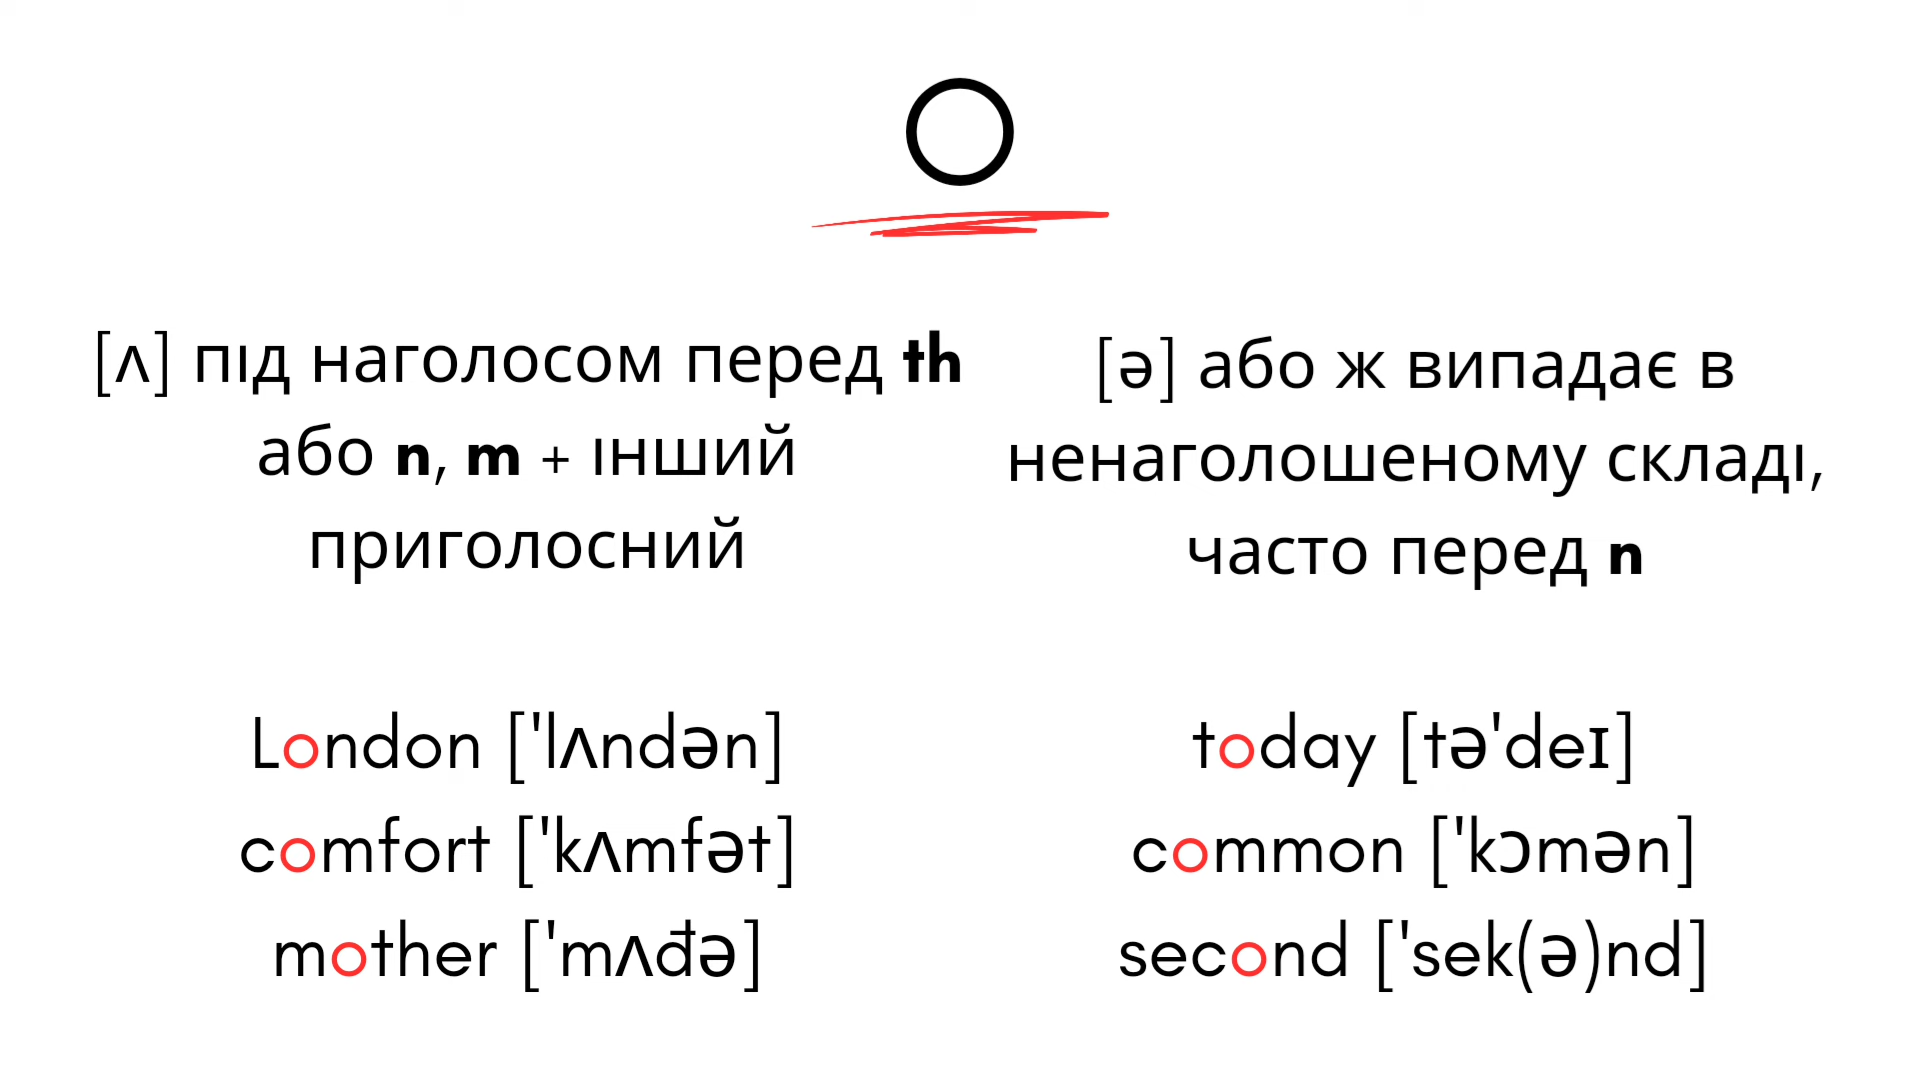 o
[ʌ] під наголосом перед th
або n, m + інший
приголосний
London ['lʌndən]
comfort ['kʌmfət]
mother ['mʌđə]
[ə] або ж випадає в
ненаголошеному складі,
часто перед n
today [tə'deɪ]
common ['kɔmən]
second ['sek(ə)nd]